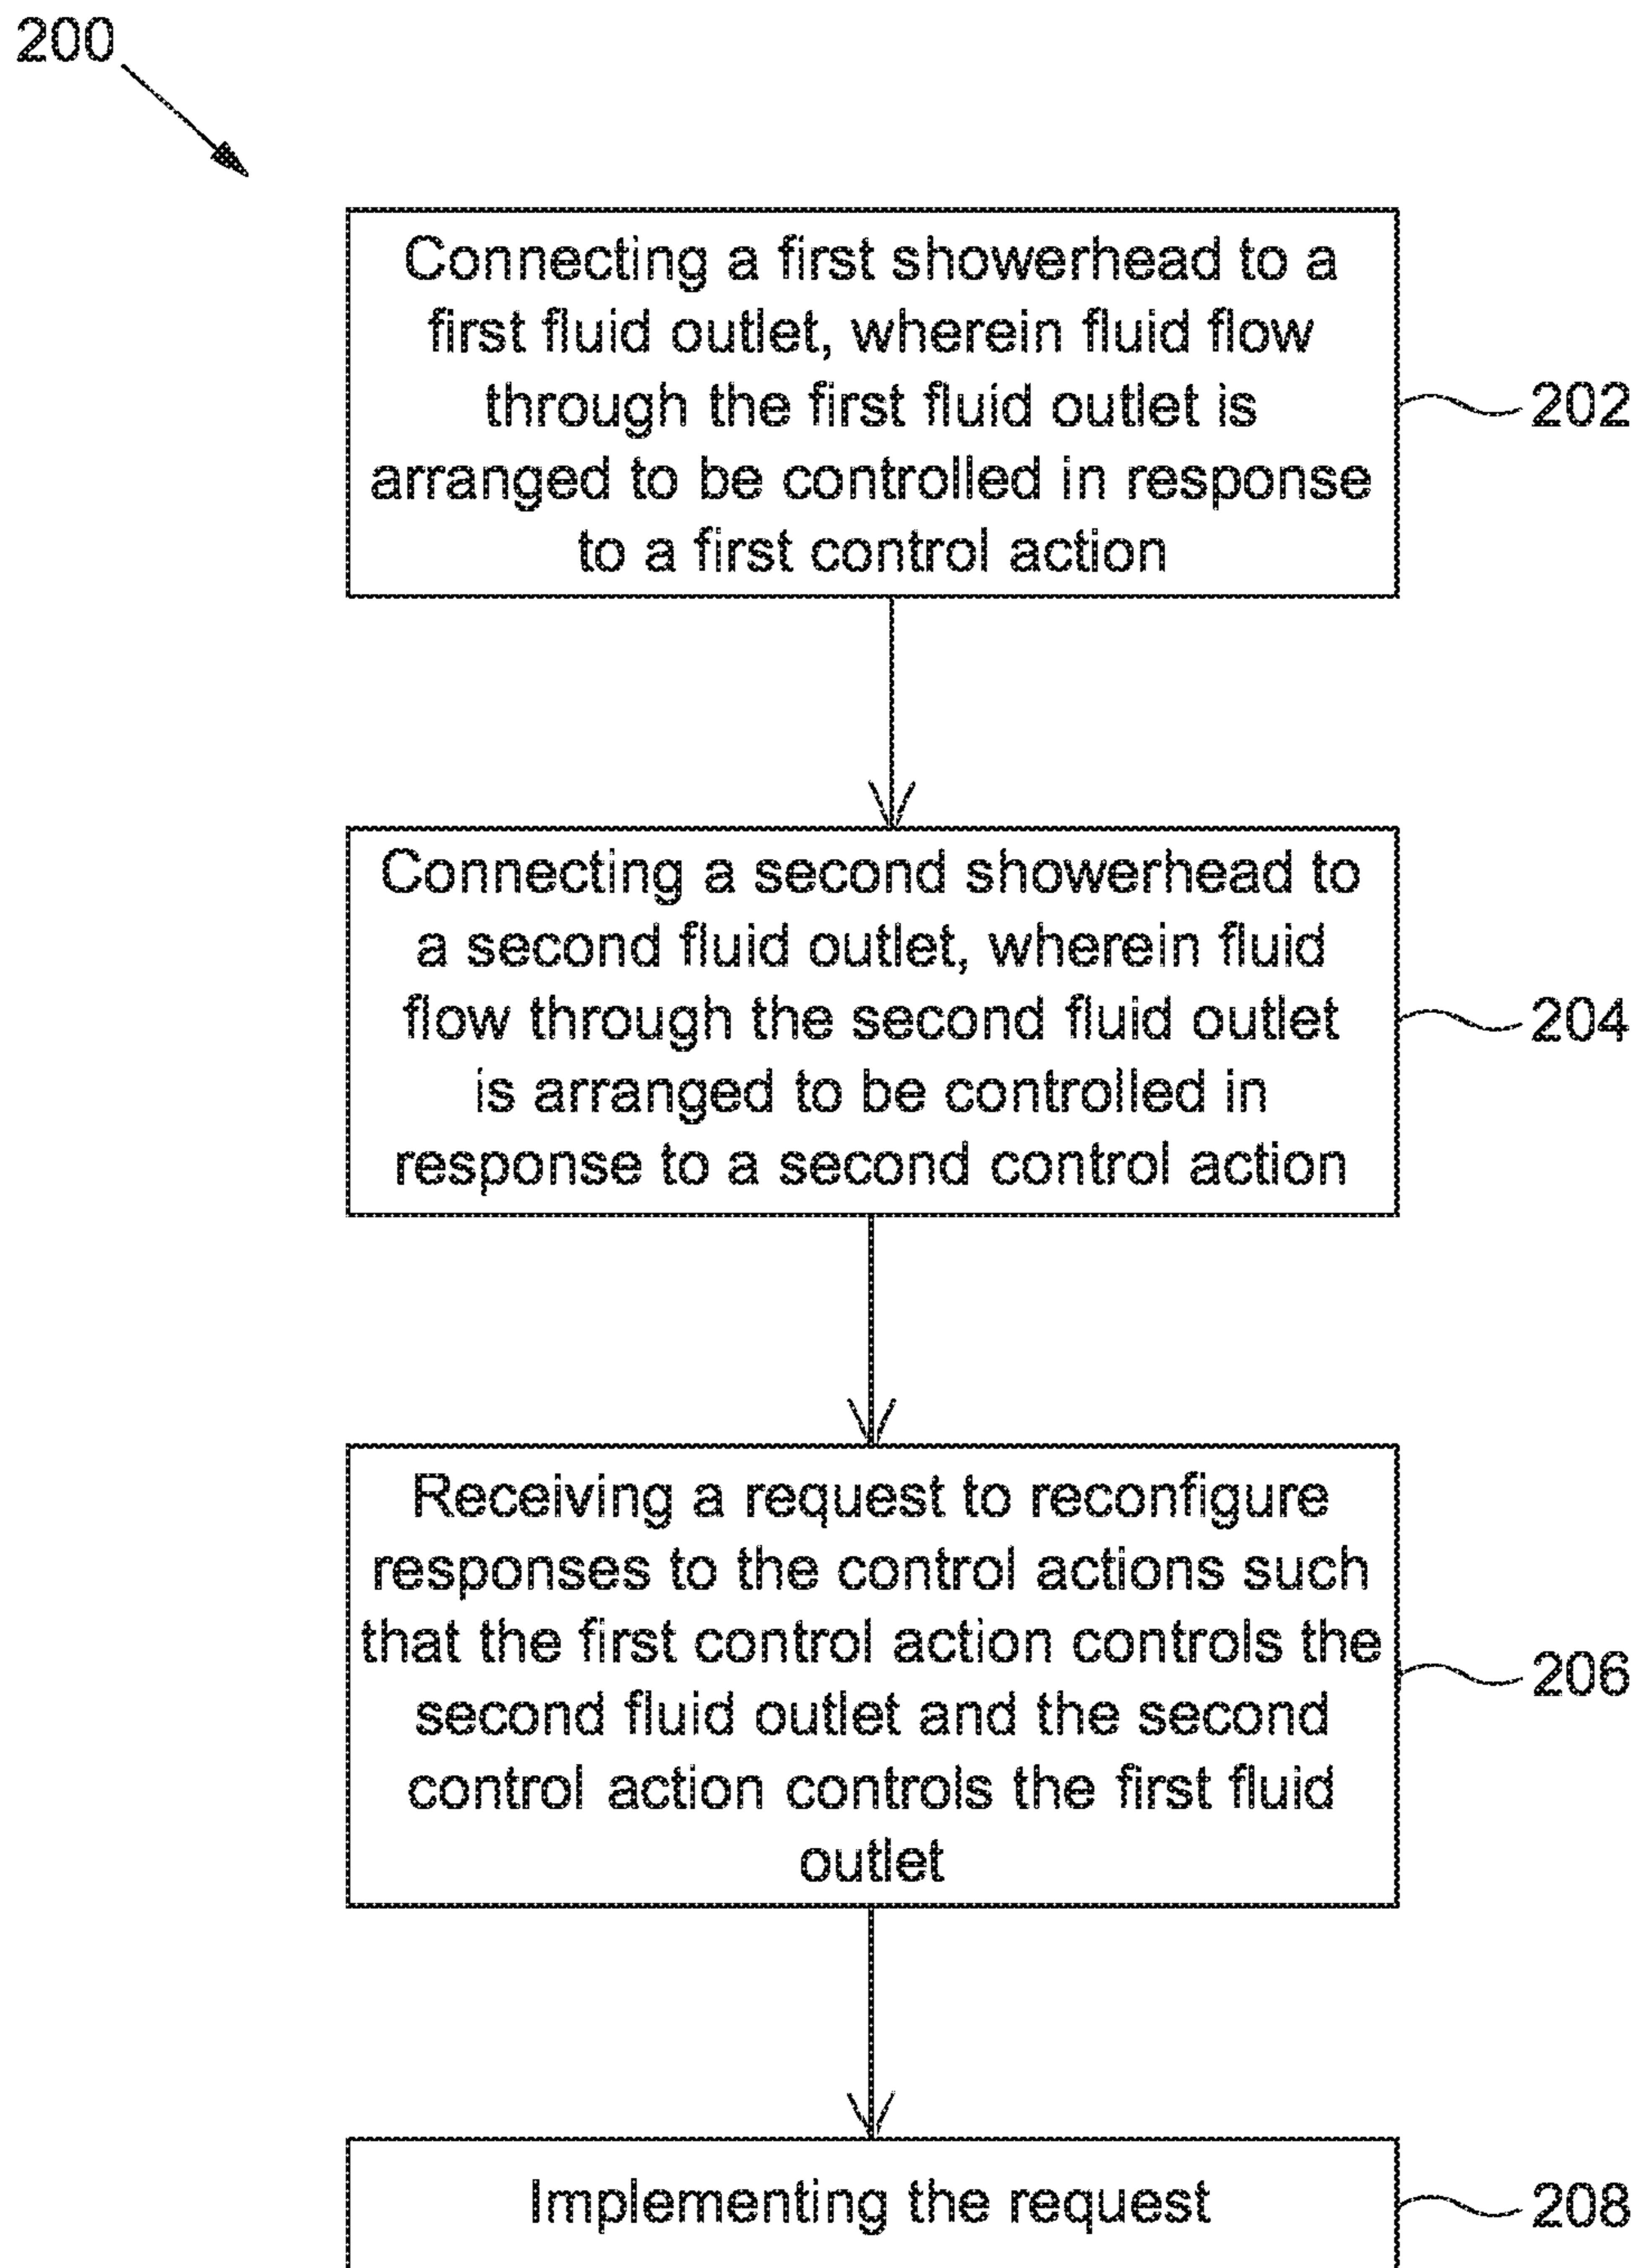 200
Connecting a first showerhead to a
first fluid outlet, wherein fluid flow
through the first fluid outlet is
arranged to be controlled in response
to a first control action
202
Connecting a second showerhead to
a second fluid outlet, wherein fluid
flow through the second fluid outlet
is arranged to be controlled in
response to a second control action
204
Receiving a request to reconfigure
responses to the control actions such
that the first control action controls the
second fluid outlet and the second
control action controls the first fluid
outlet
206
Implementing the request
208